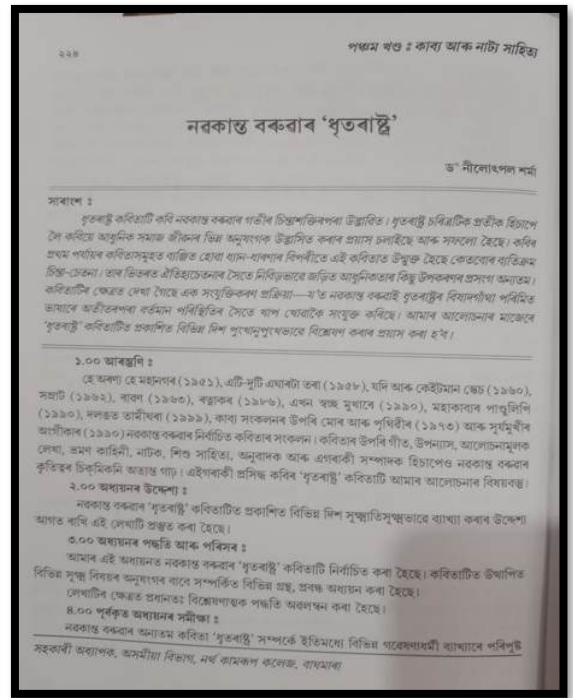 ২২৪
পঞ্চম খণ্ড ঃ কাব্য আৰু নাট্য সাহিত্য
নৱকান্ত বৰুৱাৰ ‘ধৃতৰাষ্ট্ৰ’
ড° নীলোৎপল শৰ্মা
সাৰাংশ ঃ
ধৃতৰাষ্ট্ৰ কবিতাটি কবি নৱকান্ত বৰুৱাৰ গভীৰ চিন্তাশক্তিৰপৰা উদ্ভাৱিত। ধৃতৰাষ্ট্ৰ চৰিত্ৰটিক প্ৰতীক হিচাপে
লৈ কবিয়ে আধুনিক সমাজ জীৱনৰ ভিন্ন অনুষংগক উদ্ভাসিত কৰাৰ প্ৰয়াস চলাইছে আৰু সফলো হৈছে। কবিৰ
প্ৰথম পৰ্যায়ৰ কবিতাসমূহত ব্যঞ্জিত হোৱা ধ্যান-ধাৰণাৰ বিপৰীতে এই কবিতাত উন্মুক্ত হৈছে কেতবোৰ ব্যতিক্ৰম
চিন্তা-চেতনা। তাৰ ভিতৰত ঐতিহ্যচেতনাৰ সৈতে নিবিড়ভাৱে জড়িত আধুনিকতাৰ কিছু উপকৰণৰ প্ৰসংগ অন্যতম।
কবিতাটিৰ ক্ষেত্ৰত দেখা গৈছে এক সংযুক্তিকৰণ প্ৰক্ৰিয়া—য'ত নৱকান্ত বৰুৱাই ধৃতৰাষ্ট্ৰৰ বিষাদগাঁথা পৰিমিত
ভাষাৰে অতীতৰপৰা বৰ্তমান পৰিস্থিতিৰ সৈতে খাপ খোৱাকৈ সংযুক্ত কৰিছে। আমাৰ আলোচনাৰ মাজেৰে
‘ধৃতৰাষ্ট্ৰ’ কবিতাটিত প্ৰকাশিত বিভিন্ন দিশ পুংখানুপুংখভাৱে বিশ্লেষণ কৰাৰ প্ৰয়াস কৰা হ'ব।
১.০০ আৰম্ভণি ঃ
হে অৰণ্য হে মহানগৰ (১৯৫১), এটি-দুটি এঘাৰটা তৰা (১৯৫৮), যদি আৰু কেইটামান স্কেচ (১৯৬০),
সম্ৰাট (১৯৬২), ৰাৱণ (১৯৬৩), ৰত্নাকৰ (১৯৮৬), এখন স্বচ্ছ মুখাৰে (১৯৯০), মহাকাব্যৰ পাণ্ডুলিপি
(১৯৯০), দলঙত তামীঘৰা (১৯৯৯), কাব্য সংকলনৰ উপৰি মোৰ আৰু পৃথিৱীৰ (১৯৭৩) আৰু সূৰ্যমুখীৰ
অংগীকাৰ (১৯৯০) নৱকান্ত বৰুৱাৰ নিৰ্বাচিত কবিতাৰ সংকলন। কবিতাৰ উপৰি গীত, উপন্যাস, আলোচনামূলক
লেখা, ভ্ৰমণ কাহিনী, নাটক, শিশু সাহিত্য, অনুবাদক আৰু এগৰাকী সম্পাদক হিচাপেও নৱকান্ত বৰুৱাৰ
কৃতিত্বৰ চিকমিকনি অত্যন্ত গাঢ়। এইগৰাকী প্ৰসিদ্ধ কবিৰ ‘ধৃতৰাষ্ট্ৰ’ কবিতাটি আমাৰ আলোচনাৰ বিষয়বস্তু।
২.০০ অধ্যয়নৰ উদ্দেশ্য ঃ
নৱকান্ত বৰুৱাৰ ‘ধৃতৰাষ্ট্ৰ’ কবিতাটিত প্ৰকাশিত বিভিন্ন দিশ সূক্ষ্মাতিসূক্ষ্মভাৱে ব্যাখ্যা কৰাৰ উদ্দেশ্য
আগত ৰাখি এই লেখাটি প্ৰস্তুত কৰা হৈছে।
৩.০০ অধ্যয়নৰ পদ্ধতি আৰু পৰিসৰ ঃ
আমাৰ এই অধ্যয়নত নৱকান্ত বৰুৱাৰ ‘ধৃতৰাষ্ট্ৰ’ কবিতাটি নিৰ্বাচিত কৰা হৈছে। কবিতাটিত উত্থাপিত
বিভিন্ন সূক্ষ্ম বিষয়ৰ অনুষংগৰ বাবে সম্পৰ্কিত বিভিন্ন গ্ৰন্থ, প্ৰবন্ধ অধ্যয়ন কৰা হৈছে।
লেখাটিৰ ক্ষেত্ৰত প্ৰধানতঃ বিশ্লেষণাত্মক পদ্ধতি অৱলম্বন কৰা হৈছে।
৪.০০ পূৰ্বকৃত অধ্যয়নৰ সমীক্ষা ঃ
নৱকান্ত বৰুৱাৰ অন্যতম কবিতা ‘ধৃতৰাষ্ট্ৰ’ সম্পৰ্কে ইতিমধ্যে বিভিন্ন গৱেষণাধৰ্মী ব্যাখ্যাৰে পৰিপুষ্ট
সহকাৰী অধ্যাপক, অসমীয়া বিভাগ, নৰ্থ কামৰূপ কলেজ, বাঘমাৰা